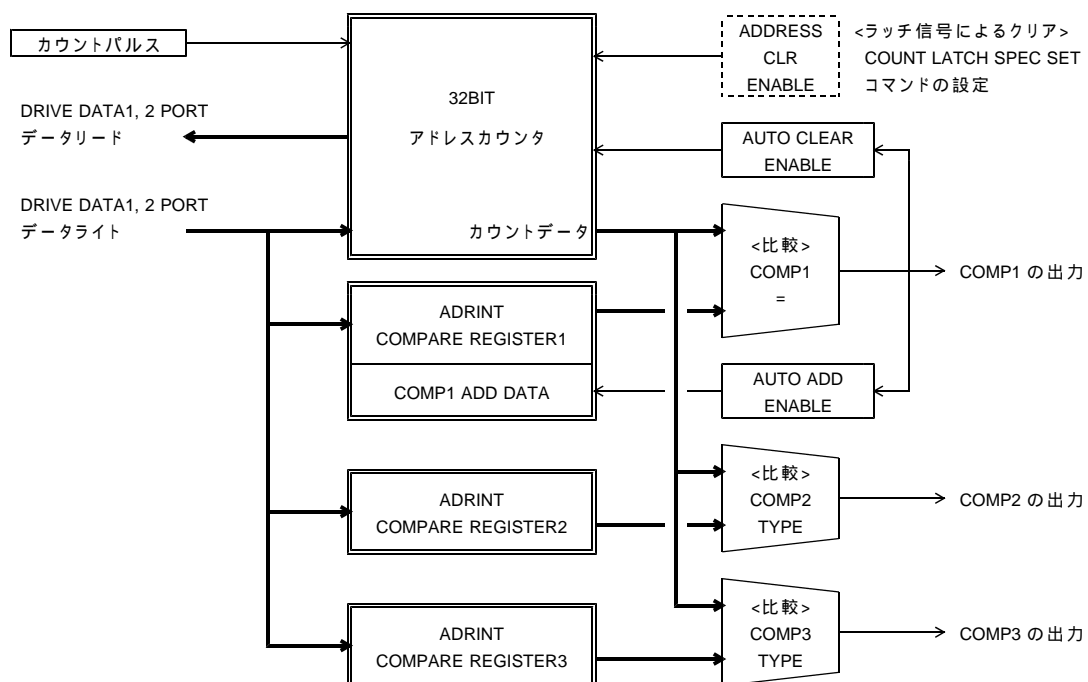 カウントパルス
DRIVE DATA1, 2 PORT
データリード
DRIVE DATA1, 2 PORT
データライト
32BIT
アドレスカウンタ
カウントデータ
ADDRESS
CLR
ENABLE
<ラッチ信号によるクリア>
COUNT LATCH SPEC SET
コマンドの設定
AUTO CLEAR
ENABLE
<比較>
COMP1
=
COMP1 の出力
ADRINT
COMPARE REGISTER1
COMP1 ADD DATA
AUTO ADD
ENABLE
ADRINT
COMPARE REGISTER2
<比較>
COMP2
TYPE
COMP2 の出力
ADRINT
COMPARE REGISTER3
<比較>
COMP3
TYPE
COMP3 の出力